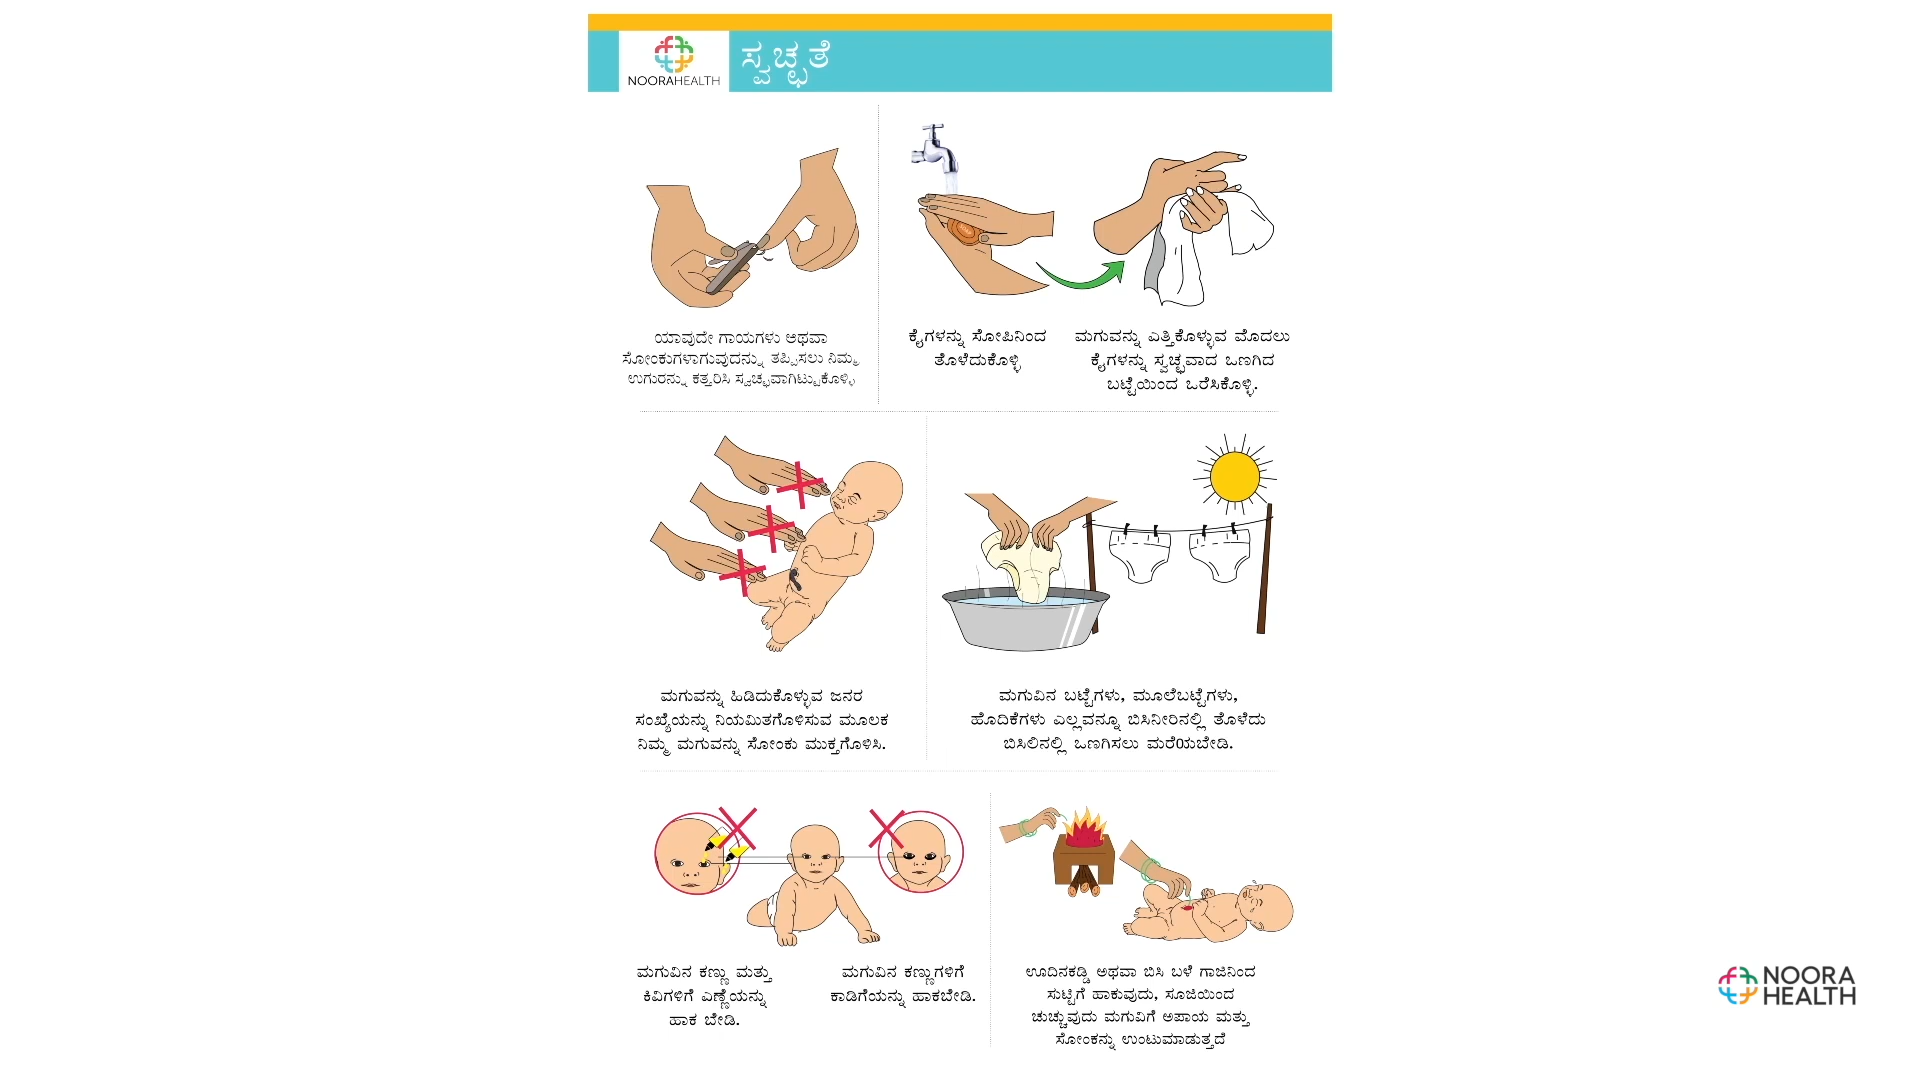 NOORAHEALTH
ಸ್ವಚ್ಛತೆ
ಯಾವುದೇ ಗಾಯಗಳು ಅಥವಾ
ಸೋಂಕುಗಳಾಗುವುದನ್ನು ತಪ್ಪಿಸಲು ನಿಮ್ಮ
ಉಗುರನ್ನು ಕತ್ತರಿಸಿ ಸ್ವಚ್ಛವಾಗಿಟ್ಟುಕೊಳ್ಳಿ
ಕೈಗಳನ್ನು ಸೋಪಿನಿಂದ
ತೊಳೆದುಕೊಳ್ಳಿ
ಮಗುವನ್ನು ಎತ್ತಿಕೊಳ್ಳುವ ಮೊದಲು
ಕೈಗಳನ್ನು ಸ್ವಚ್ಛವಾದ ಒಣಗಿದ
ಬಟ್ಟೆಯಿಂದ ಒರೆಸಿಕೊಳ್ಳಿ.
ಮಗುವನ್ನು ಹಿಡಿದುಕೊಳ್ಳುವ ಜನರ
ಸಂಖ್ಯೆಯನ್ನು ನಿಯಮಿತಗೊಳಿಸುವ ಮೂಲಕ
ನಿಮ್ಮ ಮಗುವನ್ನು ಸೋಂಕು ಮುಕ್ತಗೊಳಿಸಿ.
ಮಗುವಿನ ಬಟ್ಟೆಗಳು, ಮೂಲೆಬಟ್ಟೆಗಳು,
ಹೊದಿಕೆಗಳು ಎಲ್ಲವನ್ನೂ ಬಿಸಿನೀರಿನಲ್ಲಿ ತೊಳೆದು
ಬಿಸಿಲಿನಲ್ಲಿ ಒಣಗಿಸಲು ಮರೆಯಬೇಡಿ.
ಮಗುವಿನ ಕಣ್ಣು ಮತ್ತು
ಕಿವಿಗಳಿಗೆ ಎಣ್ಣೆಯನ್ನು
ಹಾಕ ಬೇಡಿ.
ಮಗುವಿನ ಕಣ್ಣುಗಳಿಗೆ
ಕಾಡಿಗೆಯನ್ನು ಹಾಕಬೇಡಿ.
ಊದಿನಕಡ್ಡಿ ಅಥವಾ ಬಿಸಿ ಬಳೆ ಗಾಜಿನಿಂದ
ಸುಟ್ಟಿಗೆ ಹಾಕುವುದು, ಸೂಜಿಯಿಂದ
ಚುಚ್ಚುವುದು ಮಗುವಿಗೆ ಅಪಾಯ ಮತ್ತು
ಸೋಂಕನ್ನು ಉಂಟುಮಾಡುತ್ತದೆ
NOORA
HEALTH